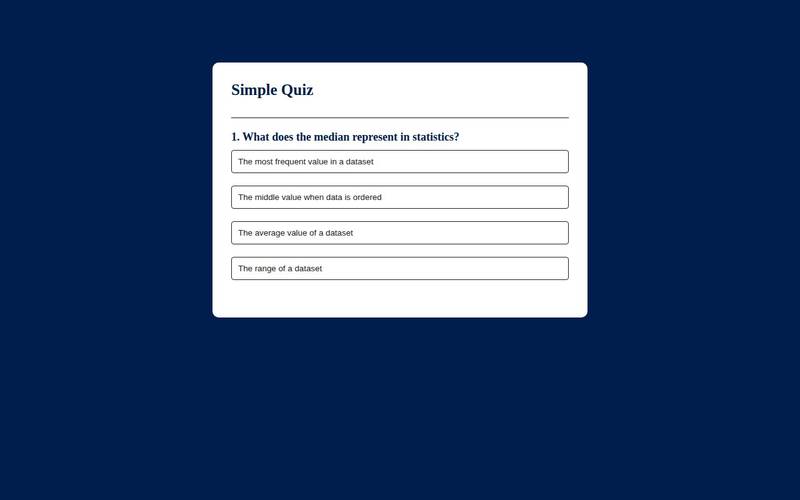 Simple Quiz
1. What does the median represent in statistics?
The most frequent value in a dataset
The middle value when data is ordered
The average value of a dataset
The range of a dataset